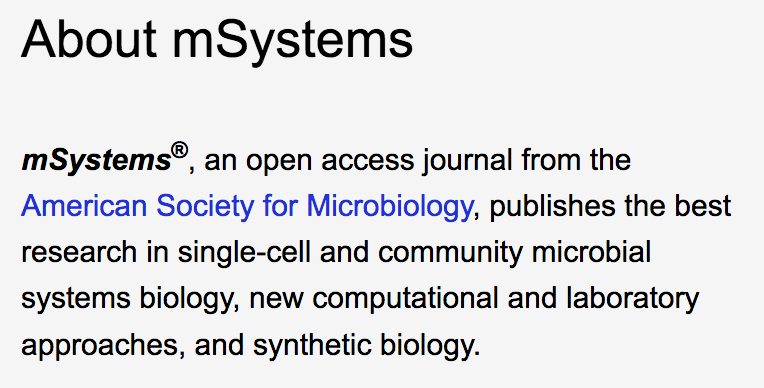 About mSystems
mSystems®, an open access journal from the
American Society for Microbiology, publishes the best
research in single-cell and community microbial
systems biology, new computational and laboratory
approaches, and synthetic biology.